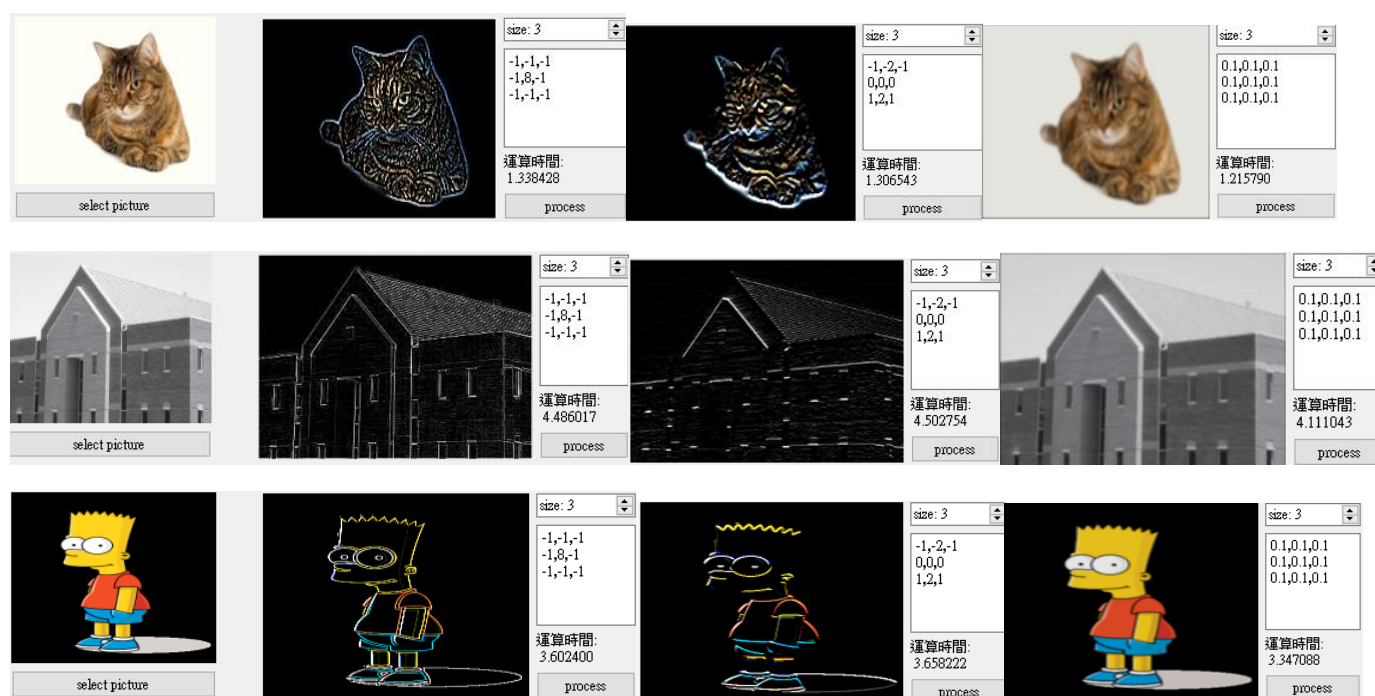 size: 3
-1,-1,-1
-1,8,-1
-1,-1,-1
運算時間:
1.338428
process
size: 3
-1,-2,-1
0,0,0
1,2,1
運算時間:
1.306543
process
size: 3
0.1,0.1,0.1
0.1,0.1,0.1
0.1,0.1,0.1
運算時間:
1.215790
process
select picture
size: 3
-1,-1,-1
-1,8,-1
-1,-1,-1
運算時間:
4.486017
process
size: 3
-1,-2,-1
0,0,0
1,2,1
運算時間:
4.502754
process
size: 3
0.1,0.1,0.1
0.1,0.1,0.1
0.1,0.1,0.1
運算時間:
4.111043
process
select picture
size: 3
-1,-1,-1
-1,8,-1
-1,-1,-1
運算時間:
3.602400
process
size: 3
-1,-2,-1
0,0,0
1,2,1
運算時間:
3.658222
process
size: 3
0.1,0.1,0.1
0.1,0.1,0.1
0.1,0.1,0.1
運算時間:
3.347088
process
select picture